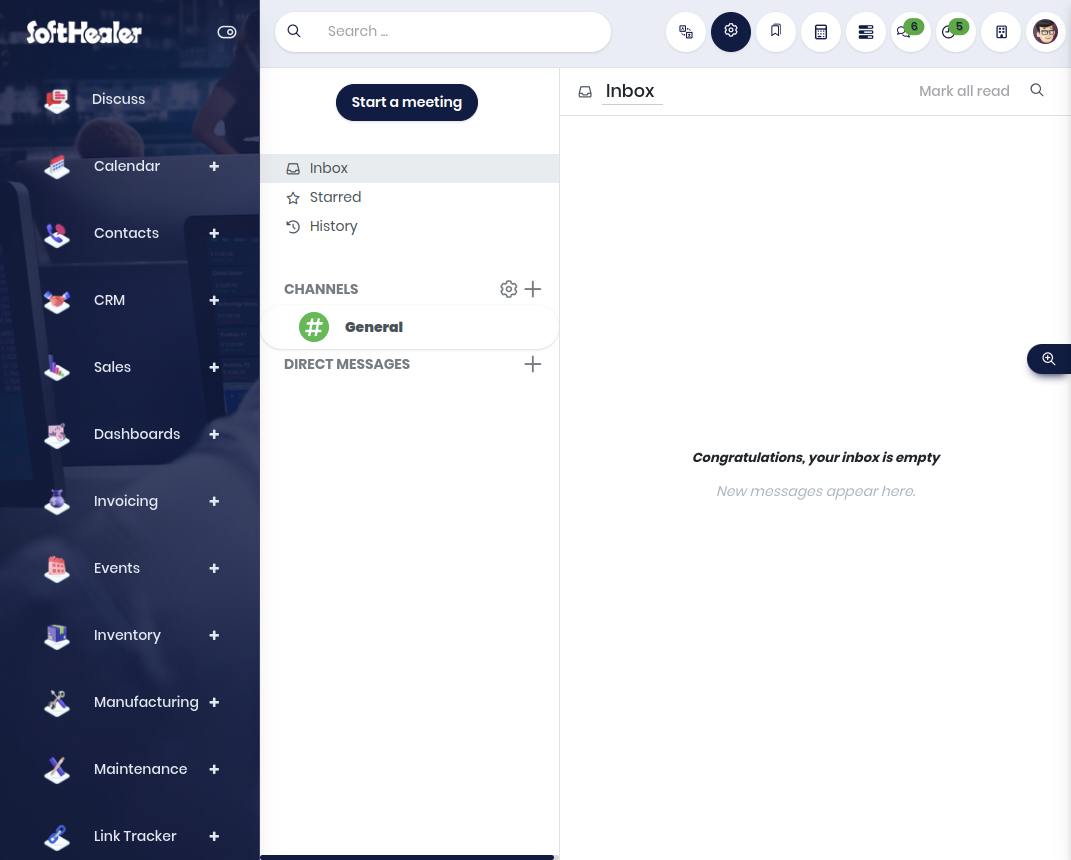 SoftHealer
Search ...
6
5
Discuss
Calendar
Contacts
CRM
Sales
Dashboards
Invoicing
Events
Inventory
Manufacturing
Maintenance
Link Tracker
Start a meeting
Inbox
Starred
History
CHANNELS
General
DIRECT MESSAGES
Inbox
Mark all read
Congratulations, your inbox is empty
New messages appear here.